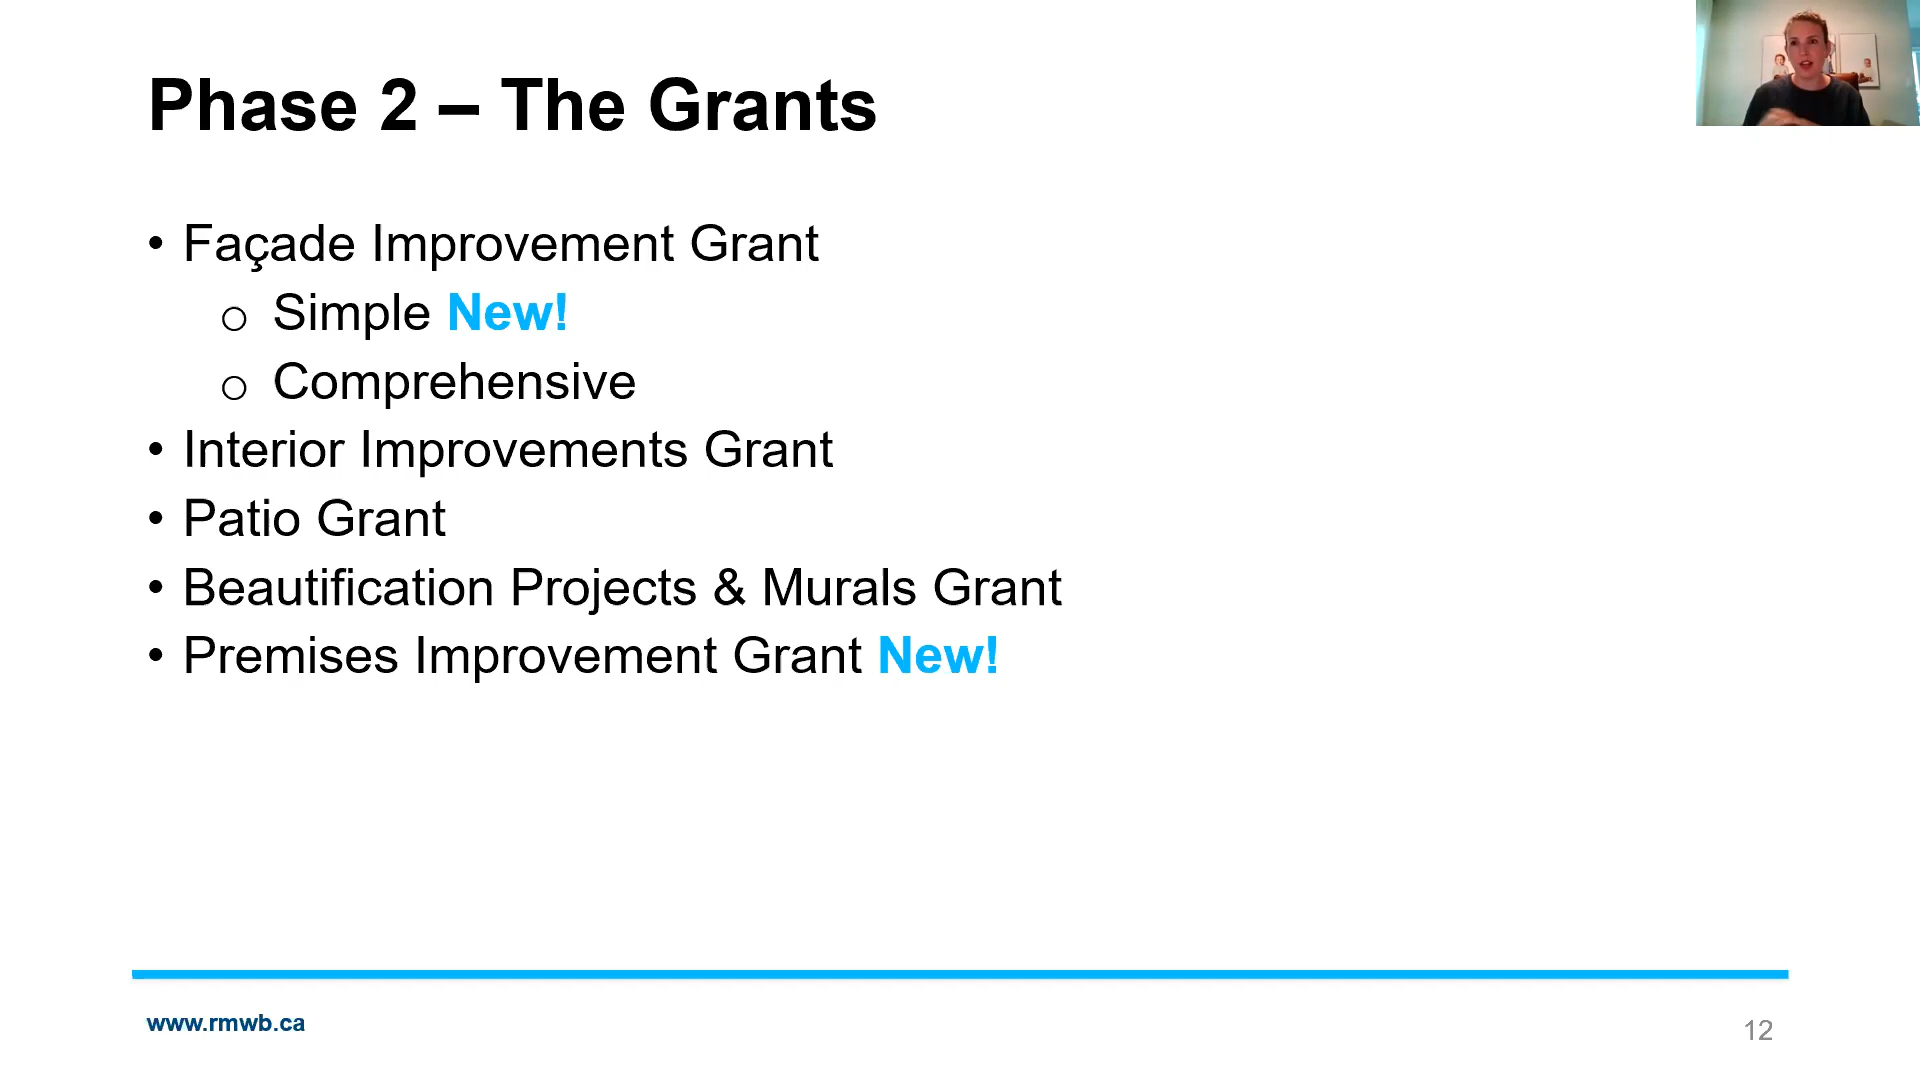 Phase 2 – The Grants
• Façade Improvement Grant
o Simple New!
o Comprehensive
• Interior Improvements Grant
• Patio Grant
• Beautification Projects & Murals Grant
• Premises Improvement Grant New!
www.rmwb.ca
12